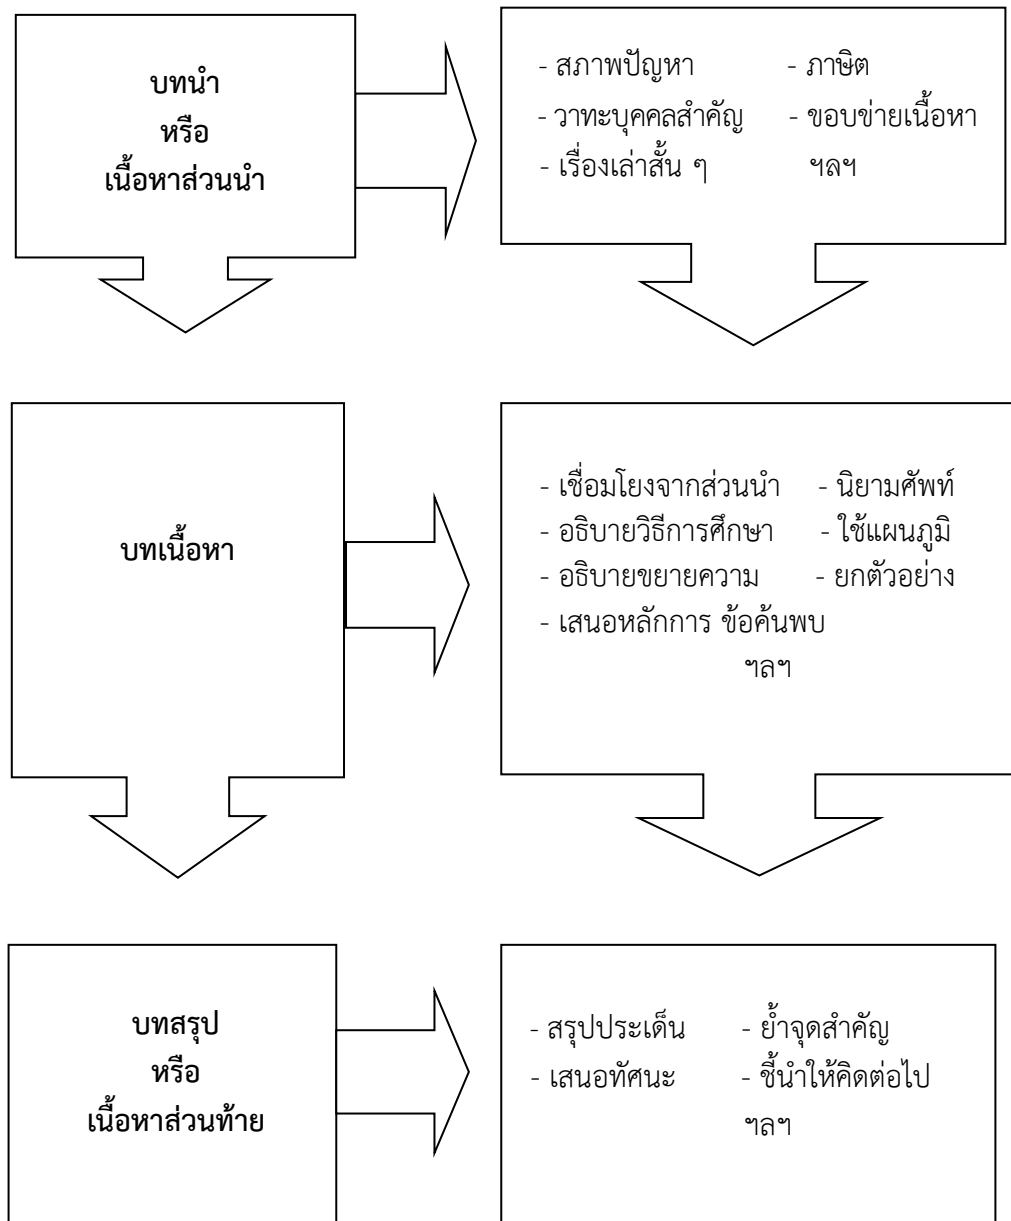 บทนำ
หรือ
เนื้อหาส่วนนำ
- สภาพปัญหา - ภาษิต
- วาทะบุคคลสำคัญ - ขอบข่ายเนื้อหา
- เรื่องเล่าสั้น ๆ ฯลฯ
บทเนื้อหา
- เชื่อมโยงจากส่วนนำ - นิยามศัพท์
- อธิบายวิธีการศึกษา - ใช้แผนภูมิ
- อธิบายขยายความ - ยกตัวอย่าง
- เสนอหลักการ ข้อค้นพบ
ฯลฯ
บทสรุป
หรือ
เนื้อหาส่วนท้าย
- สรุปประเด็น - ย้ำจุดสำคัญ
- เสนอทัศนะ - ชี้นำให้คิดต่อไป
ฯลฯ